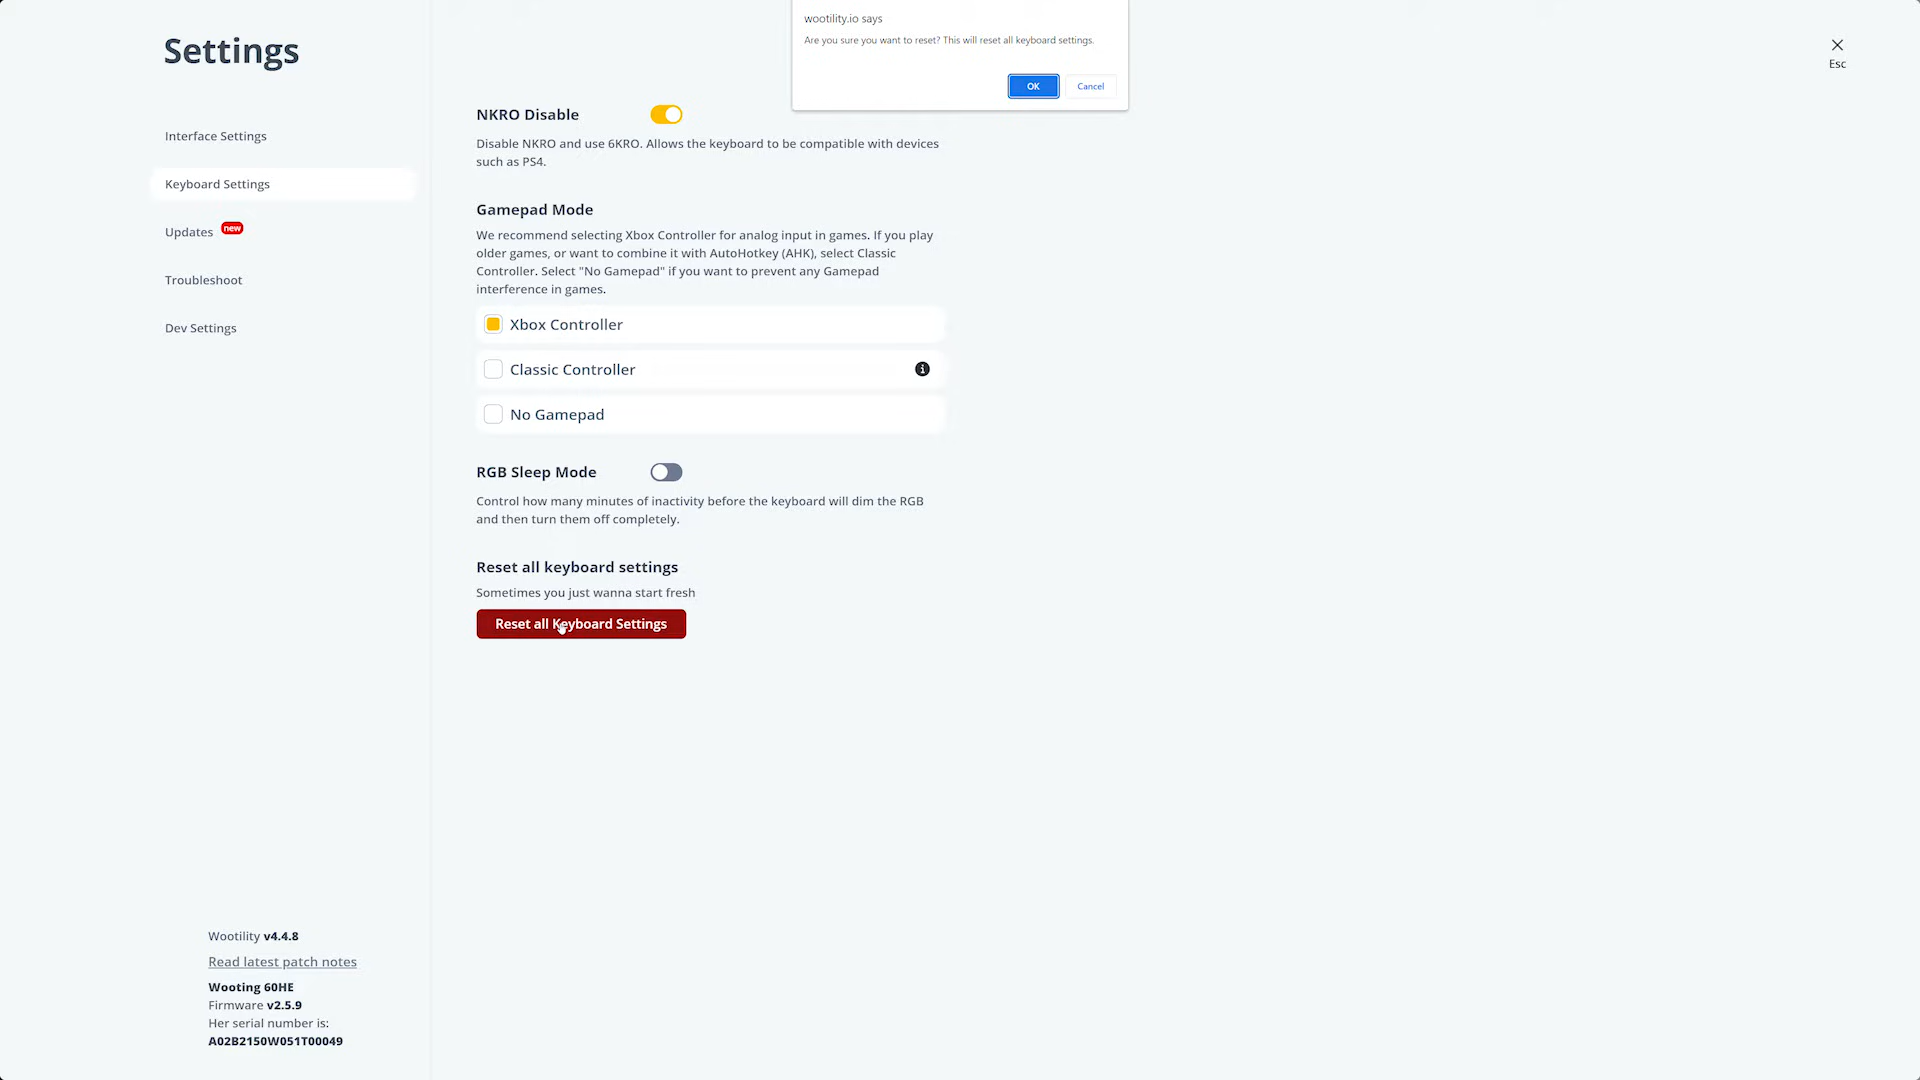 Settings
Interface Settings
Keyboard Settings
Updates new
Troubleshoot
Dev Settings
Wootility v4.4.8
Read latest patch notes
Wooting 60HE
Firmware v2.5.9
Her serial number is:
A02B2150W051T00049
wootility.io says
Are you sure you want to reset? This will reset all keyboard settings.
OK
Cancel
Esc
NKRO Disable
Disable NKRO and use 6KRO. Allows the keyboard to be compatible with devices
such as PS4.
Gamepad Mode
We recommend selecting Xbox Controller for analog input in games. If you play
older games, or want to combine it with AutoHotkey (AHK), select Classic
Controller. Select "No Gamepad" if you want to prevent any Gamepad
interference in games.
Xbox Controller
Classic Controller
No Gamepad
RGB Sleep Mode
Control how many minutes of inactivity before the keyboard will dim the RGB
and then turn them off completely.
Reset all keyboard settings
Sometimes you just wanna start fresh
Reset all Keyboard Settings